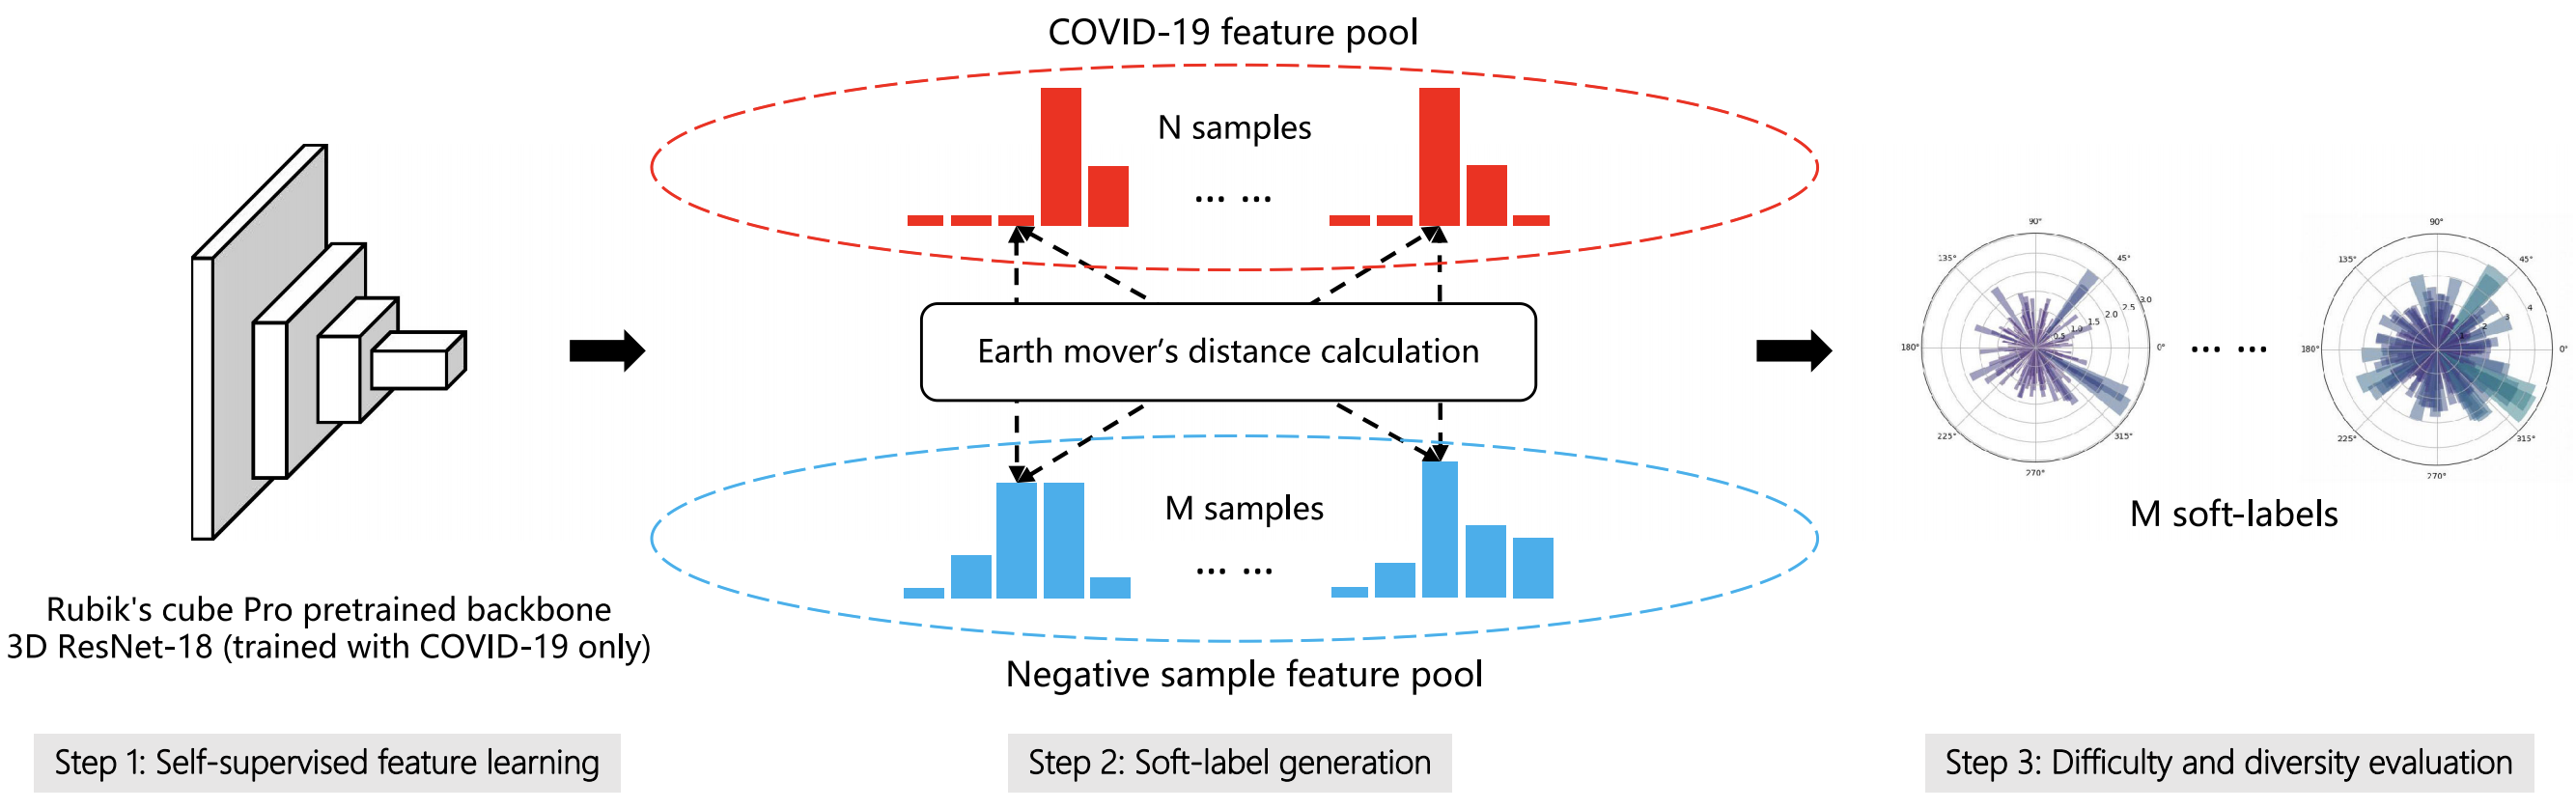 COVID-19 feature pool
N samples
... ...
Earth mover's distance calculation
M samples
... ...
Negative sample feature pool
Rubik's cube Pro pretrained backbone
3D ResNet-18 (trained with COVID-19 only)
90°
135°
45°
180°
0°
225°
315°
270°
0.5
1.0
1.5
2.0
2.5
3.0
... ...
90°
135°
45°
180°
0°
225°
315°
270°
2
3
4
M soft-labels
Step 1: Self-supervised feature learning
Step 2: Soft-label generation
Step 3: Difficulty and diversity evaluation